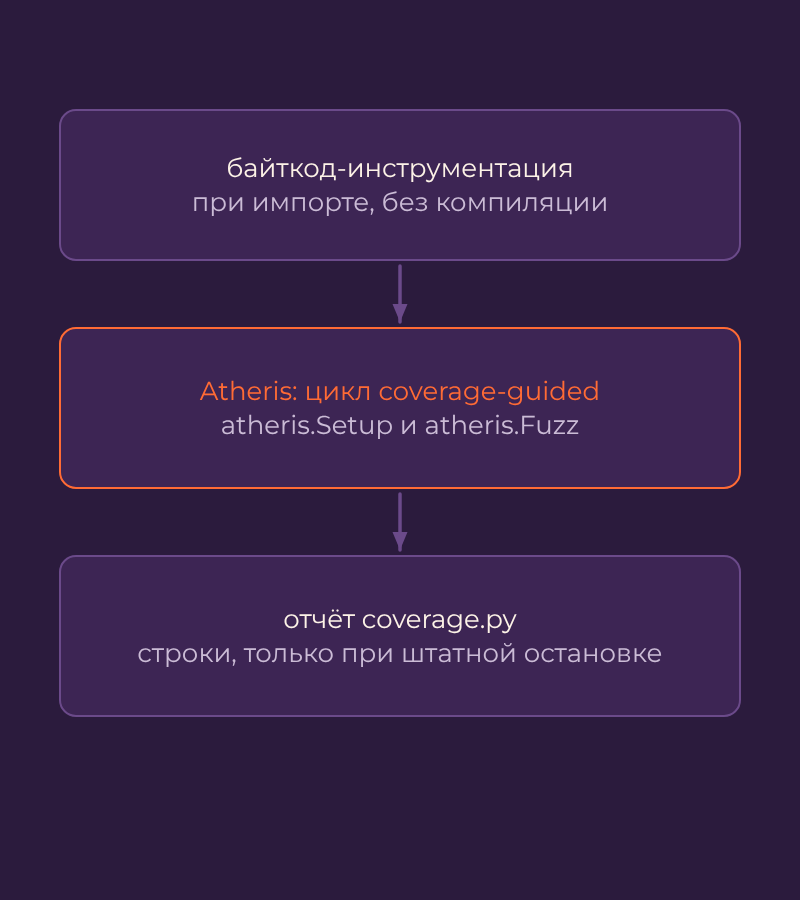 байткод-инструментация
при импорте, без компиляции
Atheris: цикл coverage-guided
atheris.Setup и atheris.Fuzz
отчёт coverage.py
строки, только при штатной остановке